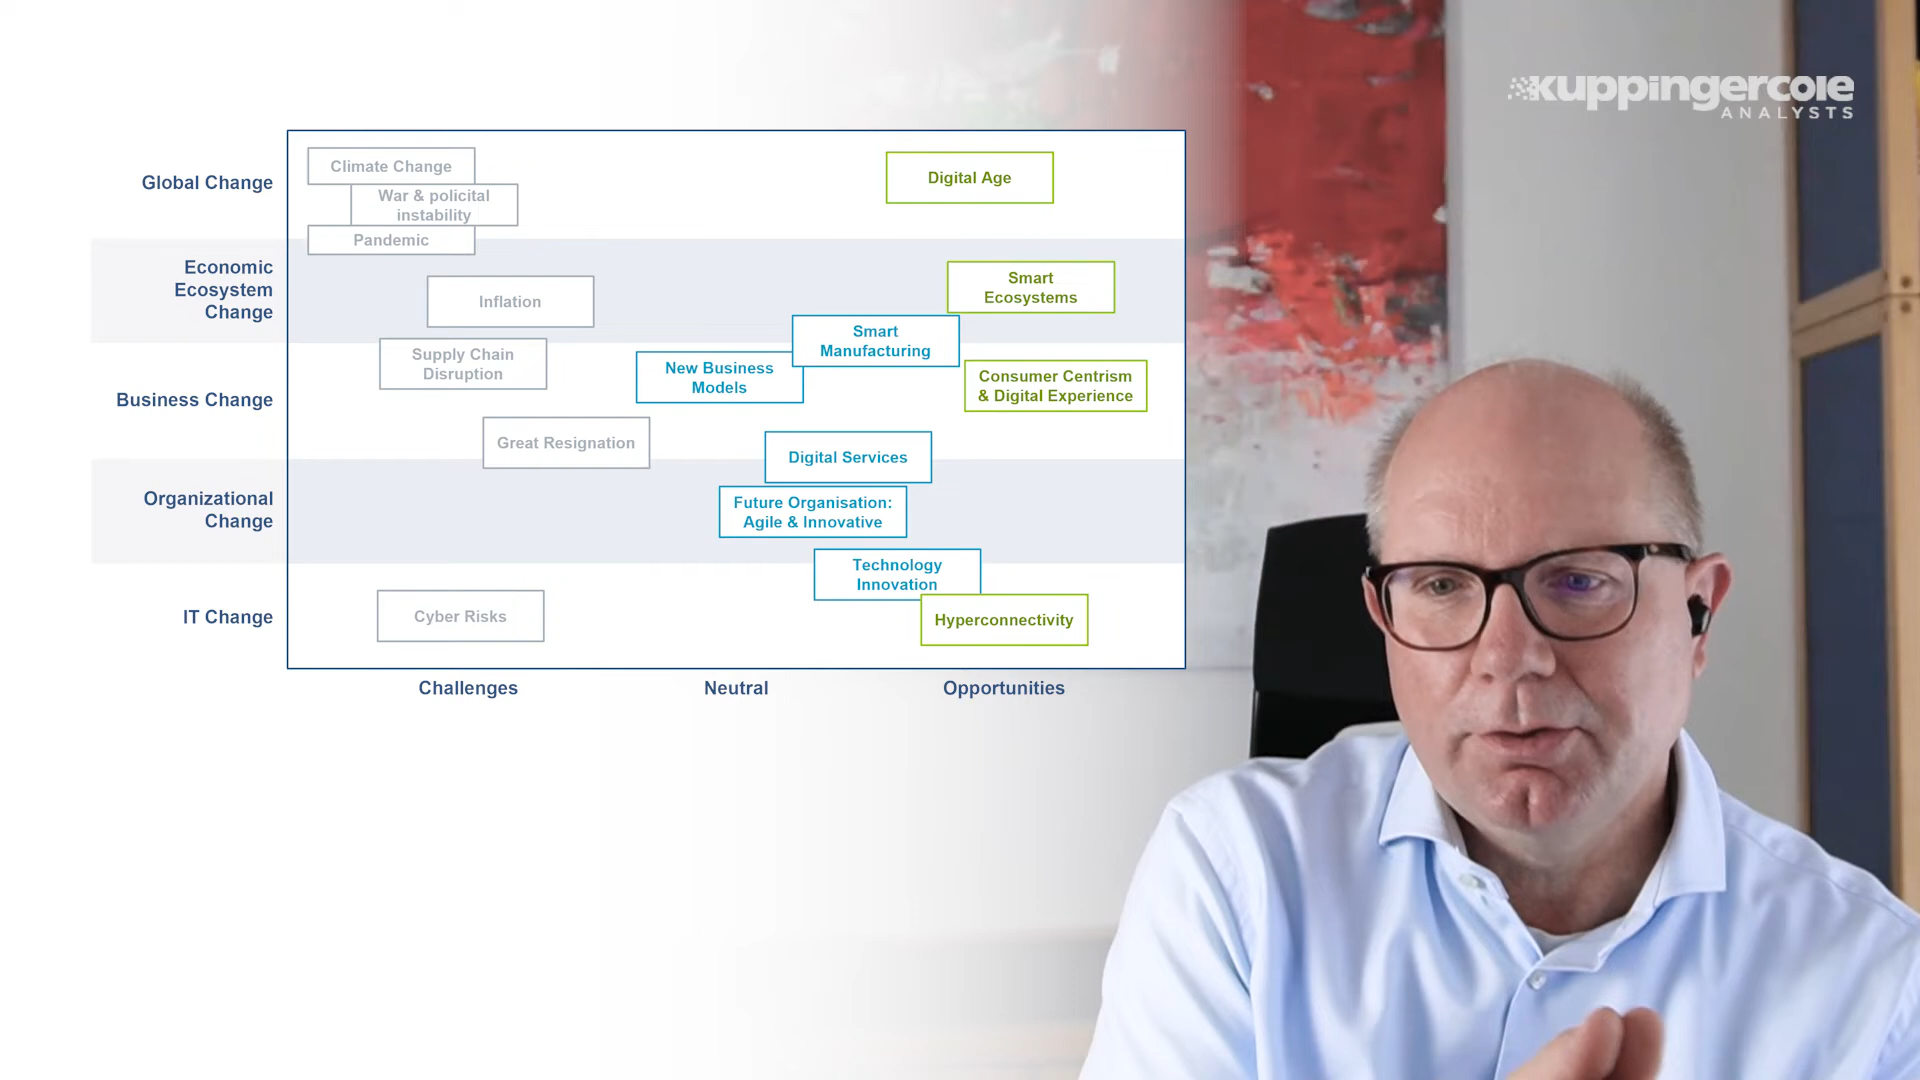 kuppingercole
ANALYSTS
Global Change
Climate Change
War & policital
instability
Pandemic
Digital Age
Economic
Ecosystem
Change
Inflation
Smart
Ecosystems
Smart
Manufacturing
Business Change
Supply Chain
Disruption
New Business
Models
Consumer Centrism
& Digital Experience
Great Resignation
Digital Services
Organizational
Change
Future Organisation:
Agile & Innovative
Technology
Innovation
IT Change
Cyber Risks
Hyperconnectivity
Challenges
Neutral
Opportunities